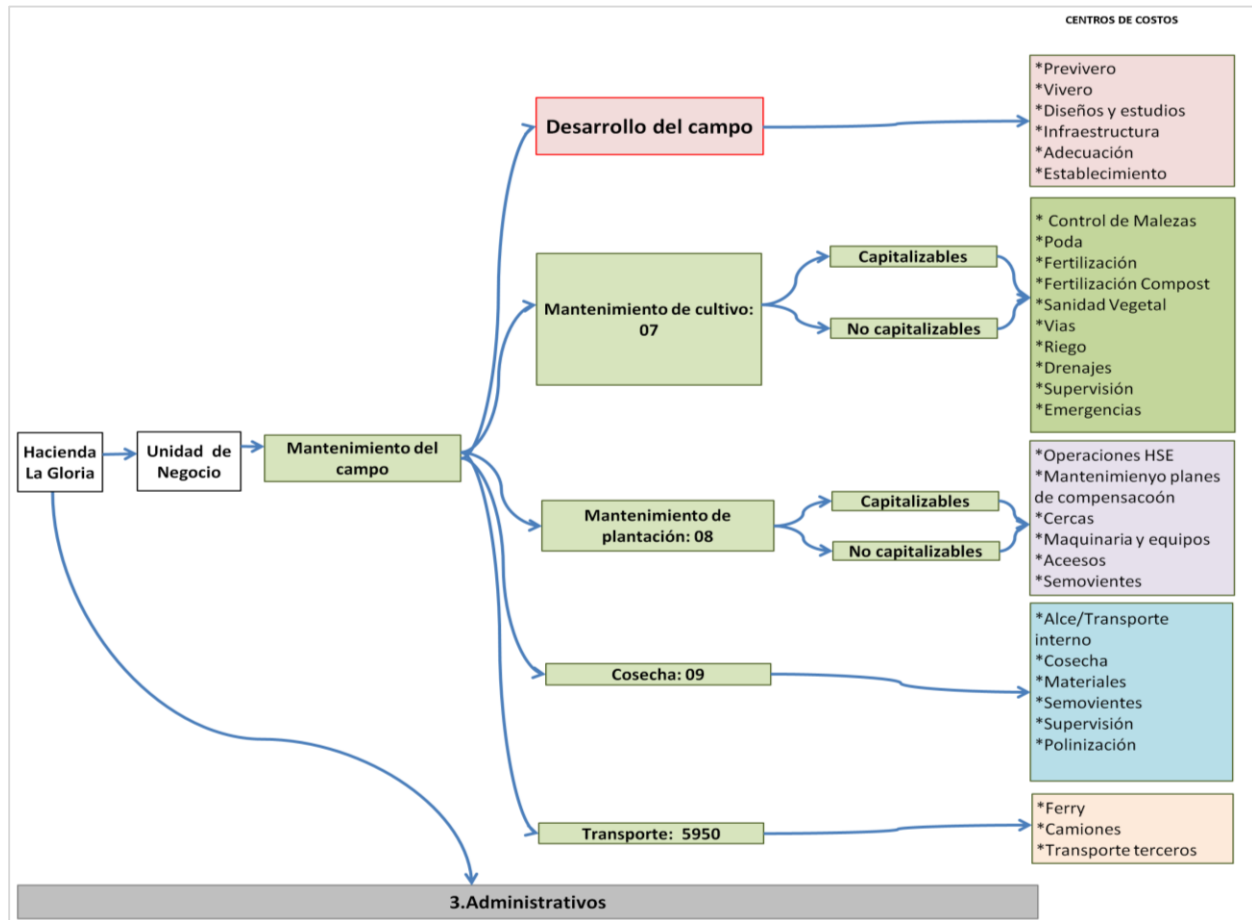 CENTROS DE COSTOS
*Previvero
*Vivero
*Diseños y estudios
*Infraestructura
*Adecuación
*Establecimiento
Desarrollo del campo
* Control de Malezas
*Poda
*Fertilización
*Fertilización Compost
*Sanidad Vegetal
*Vias
*Riego
*Drenajes
*Supervisión
*Emergencias
Capitalizables
No capitalizables
Mantenimiento de cultivo:
07
Hacienda
La Gloria
Unidad de
Negocio
Mantenimiento del
campo
Mantenimiento de
plantación: 08
Capitalizables
No capitalizables
*Operaciones HSE
*Mantenimienyo planes
de compensacoón
*Cercas
*Maquinaria y equipos
*Aceesos
*Semovientes
Cosecha: 09
*Alce/Transporte
interno
*Cosecha
*Materiales
*Semovientes
*Supervisión
*Polinización
Transporte: 5950
*Ferry
*Camiones
*Transporte terceros
3.Administrativos